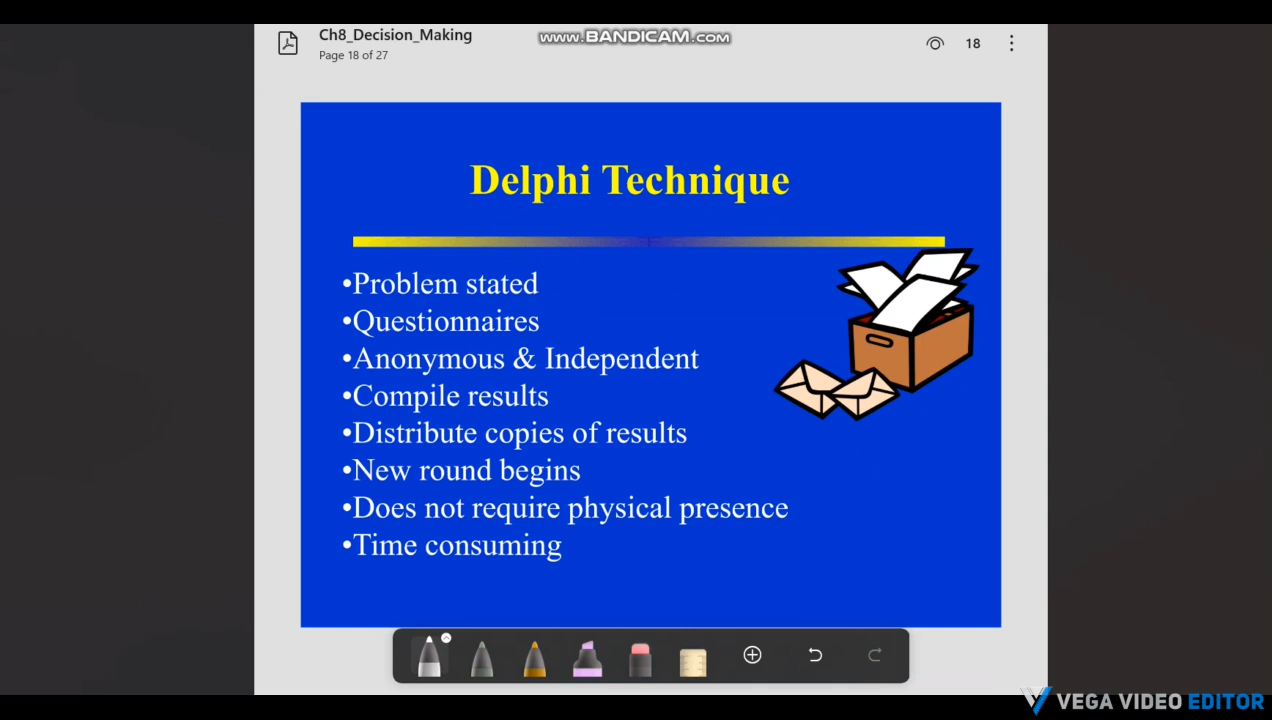 Ch8_Decision_Making
www.BANDICAM.com
18
Page 18 of 27
Delphi Technique
•Problem stated
•Questionnaires
•Anonymous & Independent
•Compile results
•Distribute copies of results
•New round begins
•Does not require physical presence
•Time consuming
VEGA VIDEO EDITOR